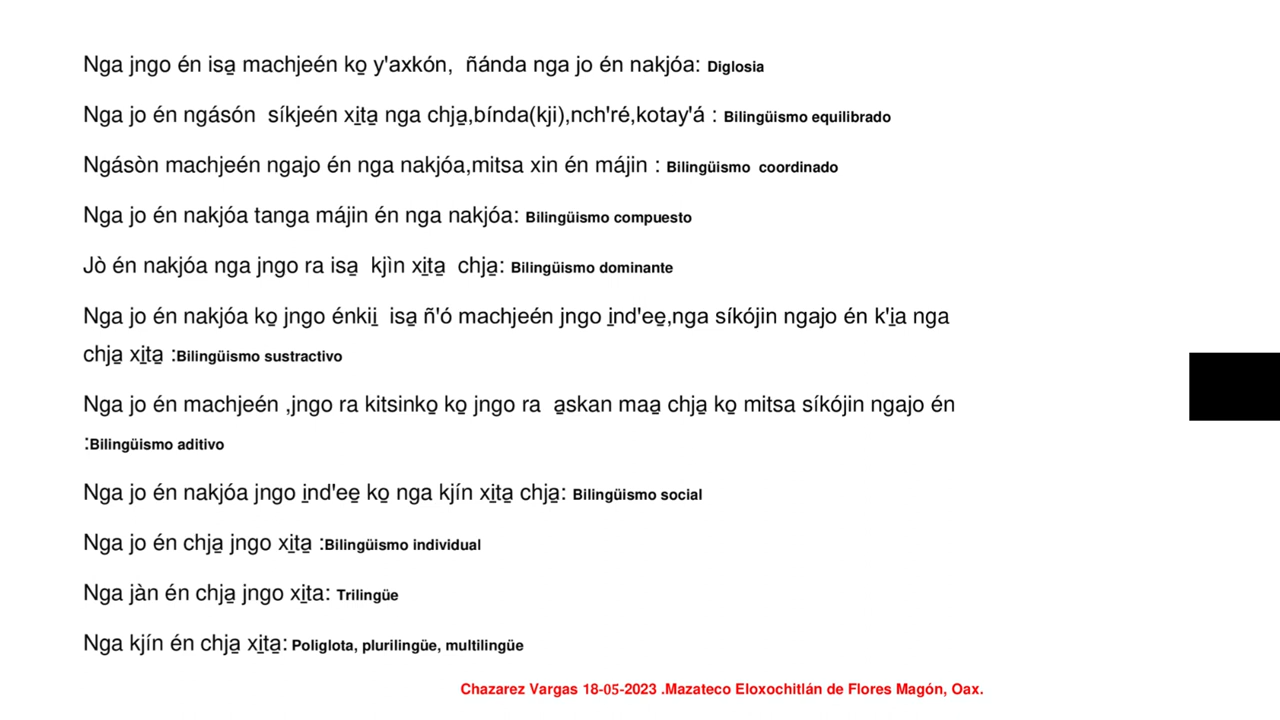 Nga jngo én isa̱ machjeén ko̱ y'axkón,  ñánda nga jo én nakjóa: Diglosia
Nga jo én ngásón  síkjeén xi̱ta̱ nga chja̱,bínda(kji),nch'ré,kotay'á : Bilingüismo equilibrado
Ngásòn machjeén ngajo én nga nakjóa,mitsa xin én májin : Bilingüismo  coordinado
Nga jo én nakjóa tanga májin én nga nakjóa: Bilingüismo compuesto
Jò én nakjóa nga jngo ra isa̱  kjìn xi̱ta̱  chja̱: Bilingüismo dominante
Nga jo én nakjóa ko̱ jngo énkii̱  isa̱ ñ'ó machjeén jngo i̱nd'ee̱,nga síkójin ngajo én k'i̱a nga
chja̱ xi̱ta̱ :Bilingüismo sustractivo
Nga jo én machjeén ,jngo ra kitsinko̱ ko̱ jngo ra  a̱skan maa̱ chja̱ ko̱ mitsa síkójin ngajo én
:Bilingüismo aditivo
Nga jo én nakjóa jngo i̱nd'ee̱ ko̱ nga kjín xi̱ta̱ chja̱: Bilingüismo social
Nga jo én chja̱ jngo xi̱ta̱ :Bilingüismo individual
Nga jàn én chja̱ jngo xi̱ta: Trilingüe
Nga kjín én chja̱ xi̱ta̱: Poliglota, plurilingüe, multilingüe
Chazarez Vargas 18-05-2023 .Mazateco Eloxochitlán de Flores Magón, Oax.